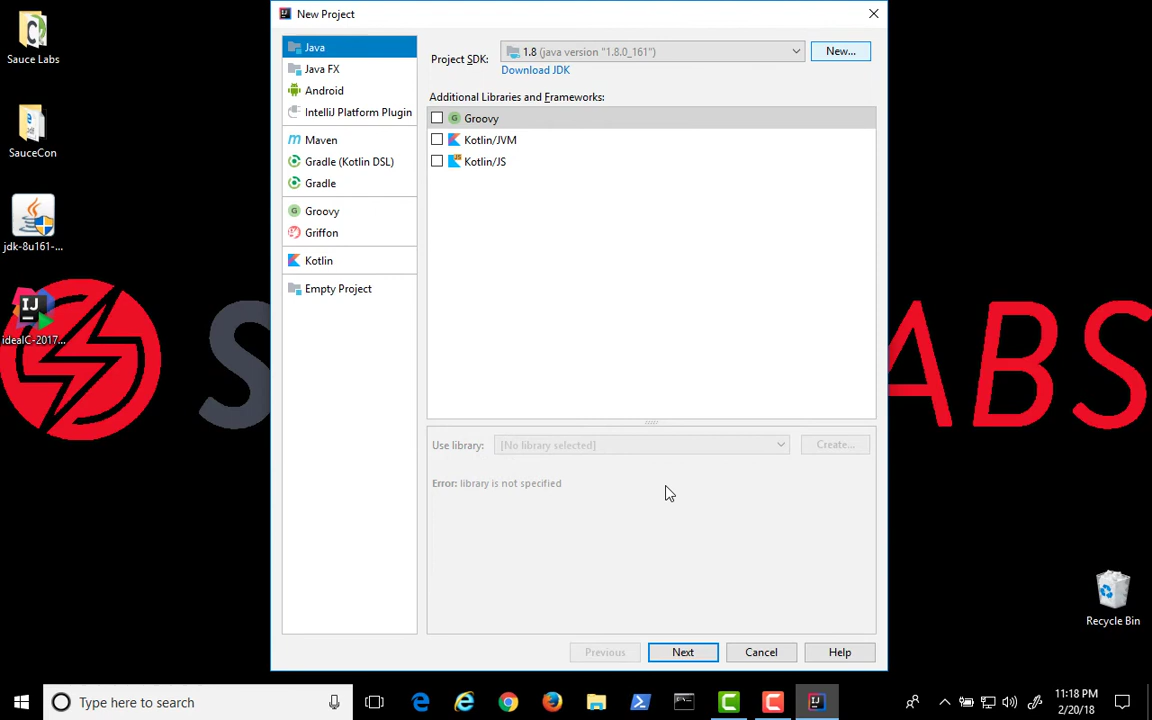 Sauce Labs
SauceCon
jdk-8u161-...
ideaIC-2017...
New Project
Java
Java FX
Android
IntelliJ Platform Plugin
Maven
Gradle (Kotlin DSL)
Gradle
Groovy
Griffon
Kotlin
Empty Project
Project SDK:
1.8 (java version "1.8.0_161")
New...
Download JDK
Additional Libraries and Frameworks:
Groovy
Kotlin/JVM
Kotlin/JS
Use library:
[No library selected]
Create...
Error: library is not specified
Previous
Next
Cancel
Help
S
ABS
Recycle Bin
Type here to search
11:18 PM
2/20/18